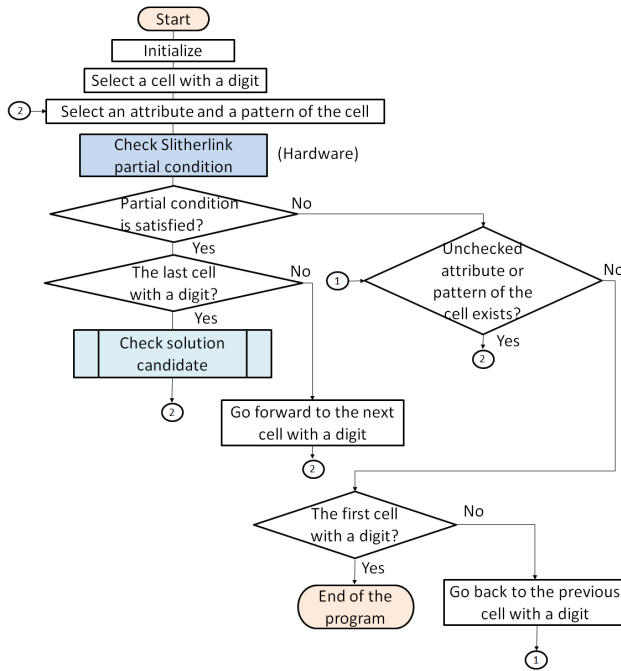 Start
Initialize
Select a cell with a digit
2
Select an attribute and a pattern of the cell
Check Slitherlink
partial condition
(Hardware)
Partial condition
is satisfied?
No
Yes
Unchecked
attribute or
pattern of the
cell exists?
1
No
Yes
2
The last cell
with a digit?
No
Yes
Check solution
candidate
2
Go forward to the next
cell with a digit
2
The first cell
with a digit?
No
Yes
End of the
program
Go back to the previous
cell with a digit
1